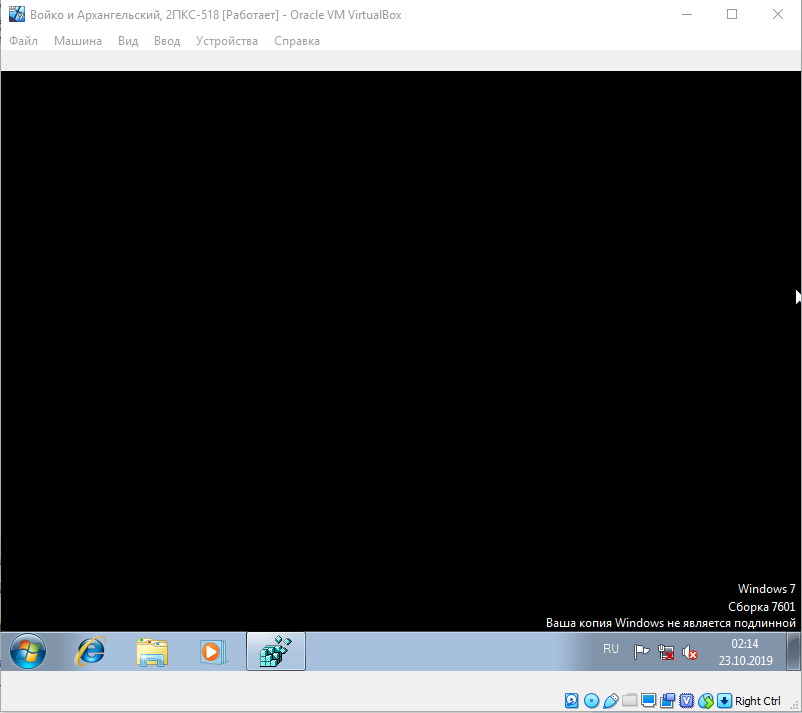 Войко и Архангельский, 2ПКС-518 [Работает] - Oracle VM VirtualBox
Файл Машина Вид Ввод Устройства Справка
Windows 7
Сборка 7601
Ваша копия Windows не является подлинной
RU
02:14
23.10.2019
Right Ctrl